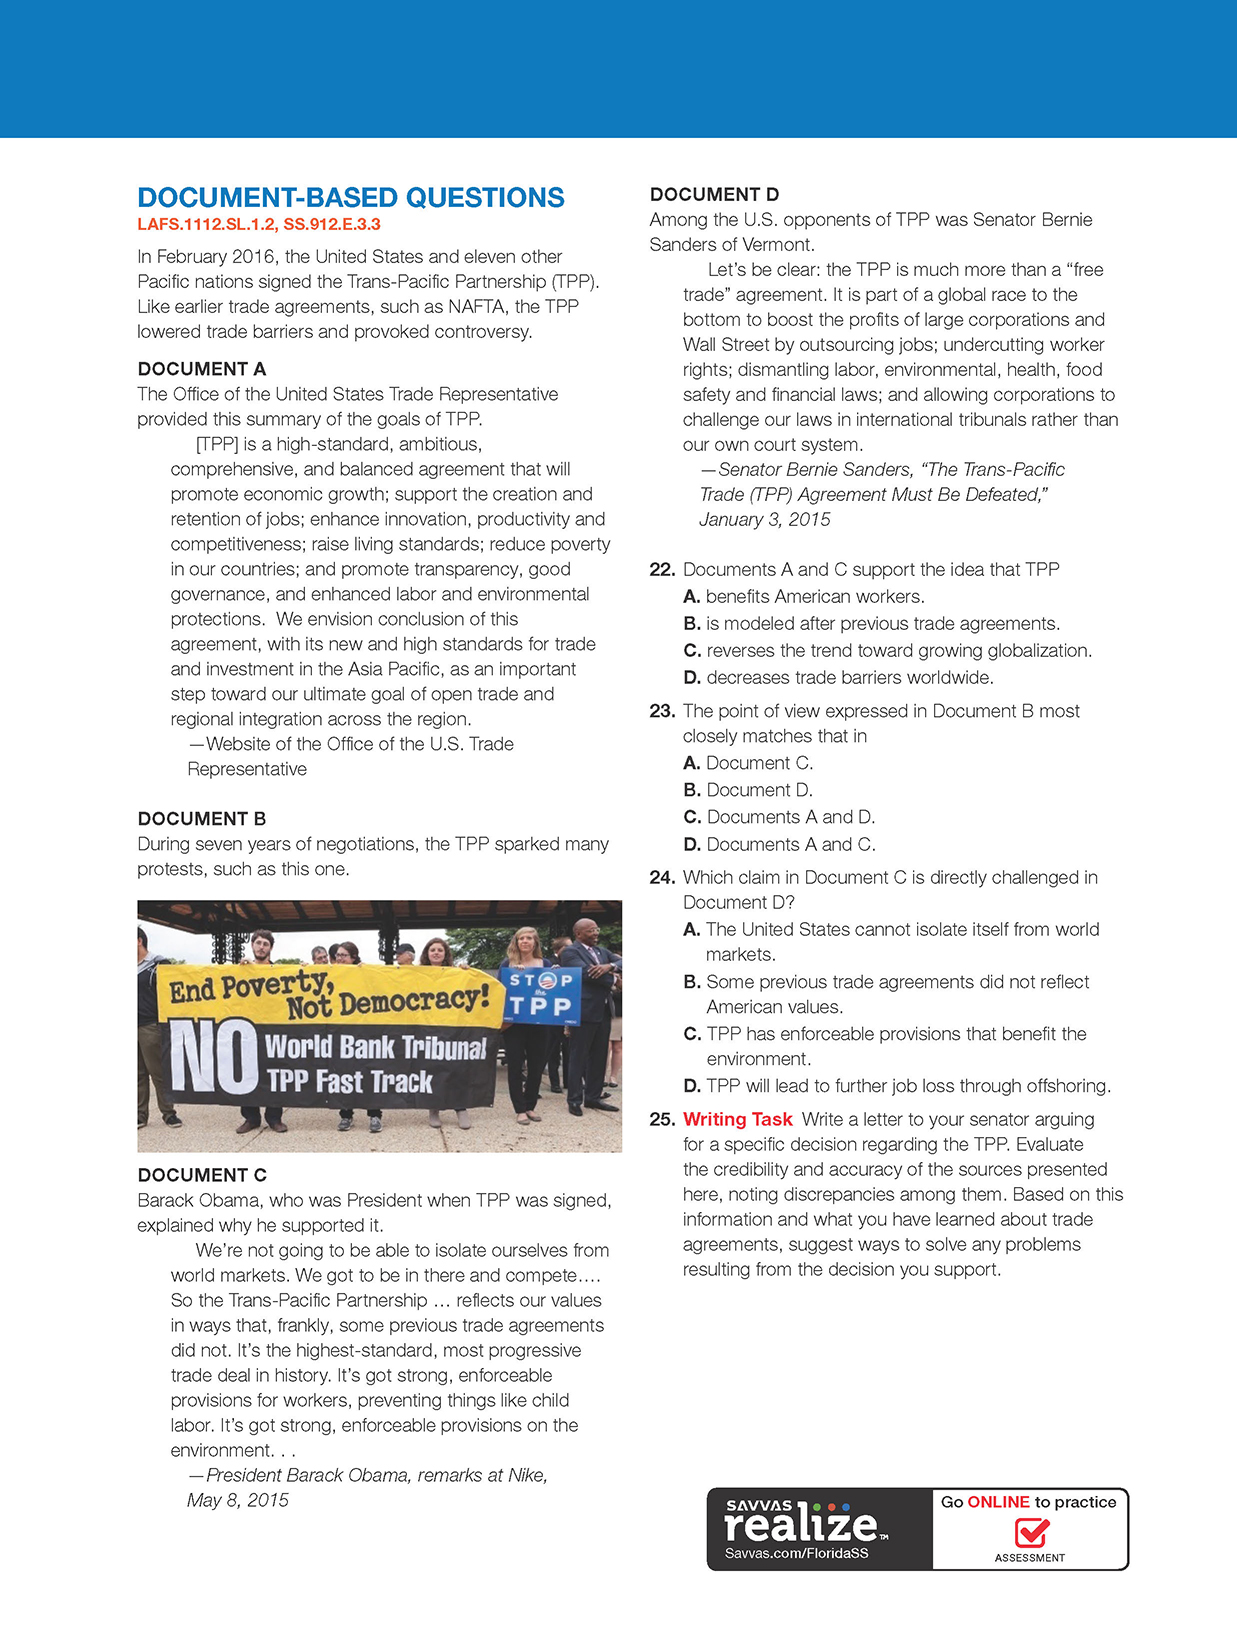 DOCUMENT-BASED QUESTIONS
LAFS.1112.SL.1.2, SS.912.E.3.3
In February 2016, the United States and eleven other
Pacific nations signed the Trans-Pacific Partnership (TPP).
Like earlier trade agreements, such as NAFTA, the TPP
lowered trade barriers and provoked controversy.
DOCUMENT A
The Office of the United States Trade Representative
provided this summary of the goals of TPP.
[TPP] is a high-standard, ambitious,
comprehensive, and balanced agreement that will
promote economic growth; support the creation and
retention of jobs; enhance innovation, productivity and
competitiveness; raise living standards; reduce poverty
in our countries; and promote transparency, good
governance, and enhanced labor and environmental
protections.  We envision conclusion of this
agreement, with its new and high standards for trade
and investment in the Asia Pacific, as an important
step toward our ultimate goal of open trade and
regional integration across the region.
—Website of the Office of the U.S. Trade
Representative
DOCUMENT B
During seven years of negotiations, the TPP sparked many
protests, such as this one.
End Poverty,
Not Democracy!
NO World Bank Tribunal
TPP Fast Track
STOP
the
TPP
DOCUMENT C
Barack Obama, who was President when TPP was signed,
explained why he supported it.
We're not going to be able to isolate ourselves from
world markets. We got to be in there and compete….
So the Trans-Pacific Partnership … reflects our values
in ways that, frankly, some previous trade agreements
did not. It's the highest-standard, most progressive
trade deal in history. It's got strong, enforceable
provisions for workers, preventing things like child
labor. It's got strong, enforceable provisions on the
environment. . .
—President Barack Obama, remarks at Nike,
May 8, 2015
DOCUMENT D
Among the U.S. opponents of TPP was Senator Bernie
Sanders of Vermont.
Let's be clear: the TPP is much more than a “free
trade” agreement. It is part of a global race to the
bottom to boost the profits of large corporations and
Wall Street by outsourcing jobs; undercutting worker
rights; dismantling labor, environmental, health, food
safety and financial laws; and allowing corporations to
challenge our laws in international tribunals rather than
our own court system.
—Senator Bernie Sanders, “The Trans-Pacific
Trade (TPP) Agreement Must Be Defeated,”
January 3, 2015
22. Documents A and C support the idea that TPP
A. benefits American workers.
B. is modeled after previous trade agreements.
C. reverses the trend toward growing globalization.
D. decreases trade barriers worldwide.
23. The point of view expressed in Document B most
closely matches that in
A. Document C.
B. Document D.
C. Documents A and D.
D. Documents A and C.
24. Which claim in Document C is directly challenged in
Document D?
A. The United States cannot isolate itself from world
markets.
B. Some previous trade agreements did not reflect
American values.
C. TPP has enforceable provisions that benefit the
environment.
D. TPP will lead to further job loss through offshoring.
25. Writing Task Write a letter to your senator arguing
for a specific decision regarding the TPP. Evaluate
the credibility and accuracy of the sources presented
here, noting discrepancies among them. Based on this
information and what you have learned about trade
agreements, suggest ways to solve any problems
resulting from the decision you support.
SAVVAS
realize™
Savvas.com/FloridaSS
Go ONLINE to practice
ASSESSMENT